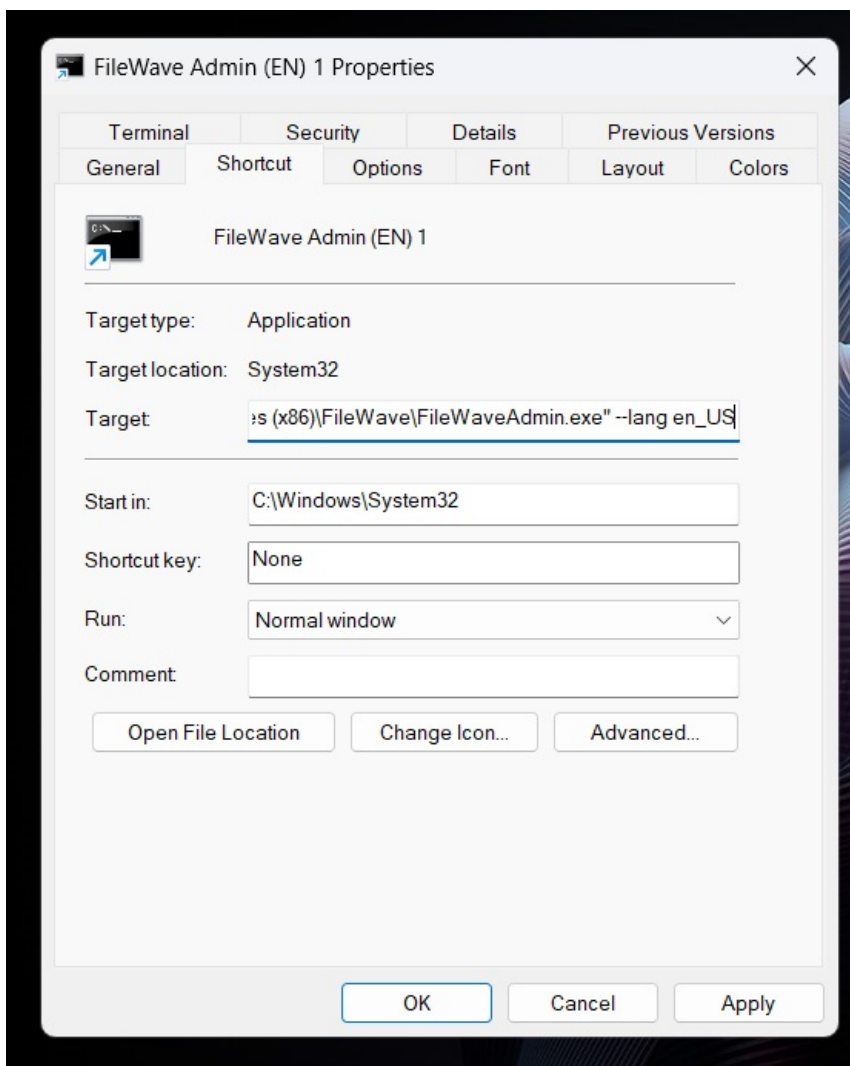 FileWave Admin (EN) 1 Properties
Terminal Security Details Previous Versions
General Shortcut Options Font Layout Colors
C:\_
FileWave Admin (EN) 1
Target type: Application
Target location: System32
Target: es (x86)\FileWave\FileWaveAdmin.exe" --lang en_US
Start in: C:\Windows\System32
Shortcut key: None
Run: Normal window
Comment:
Open File Location Change Icon... Advanced...
OK Cancel Apply